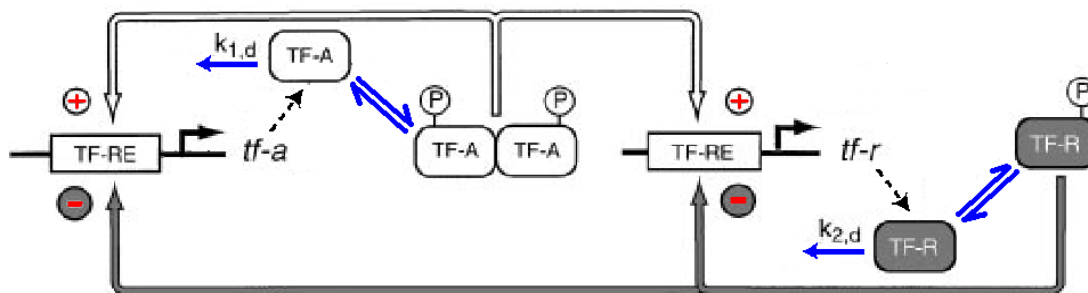 k1,d
TF-A
P
P
P
+
+
TF-RE
tf-a
TF-A
TF-A
TF-RE
tf-r
TF-R
−
−
k2,d
TF-R